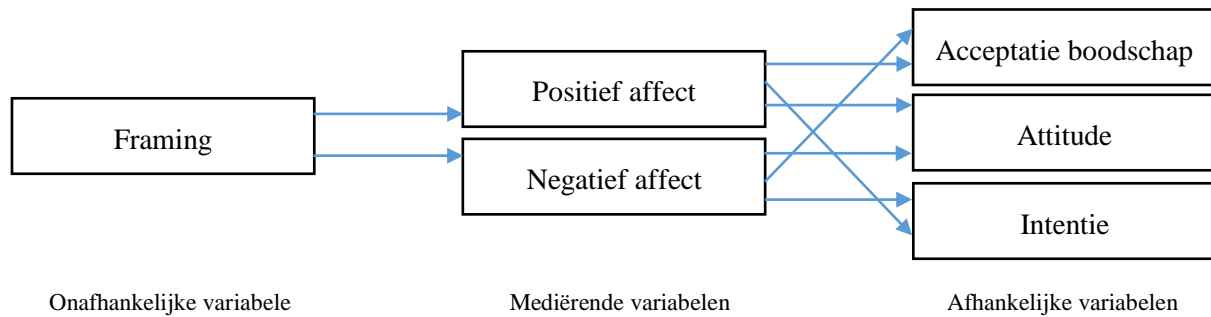 Framing
Positief affect
Negatief affect
Acceptatie boodschap
Attitude
Intentie
Onafhankelijke variabele
Mediërende variabelen
Afhankelijke variabelen